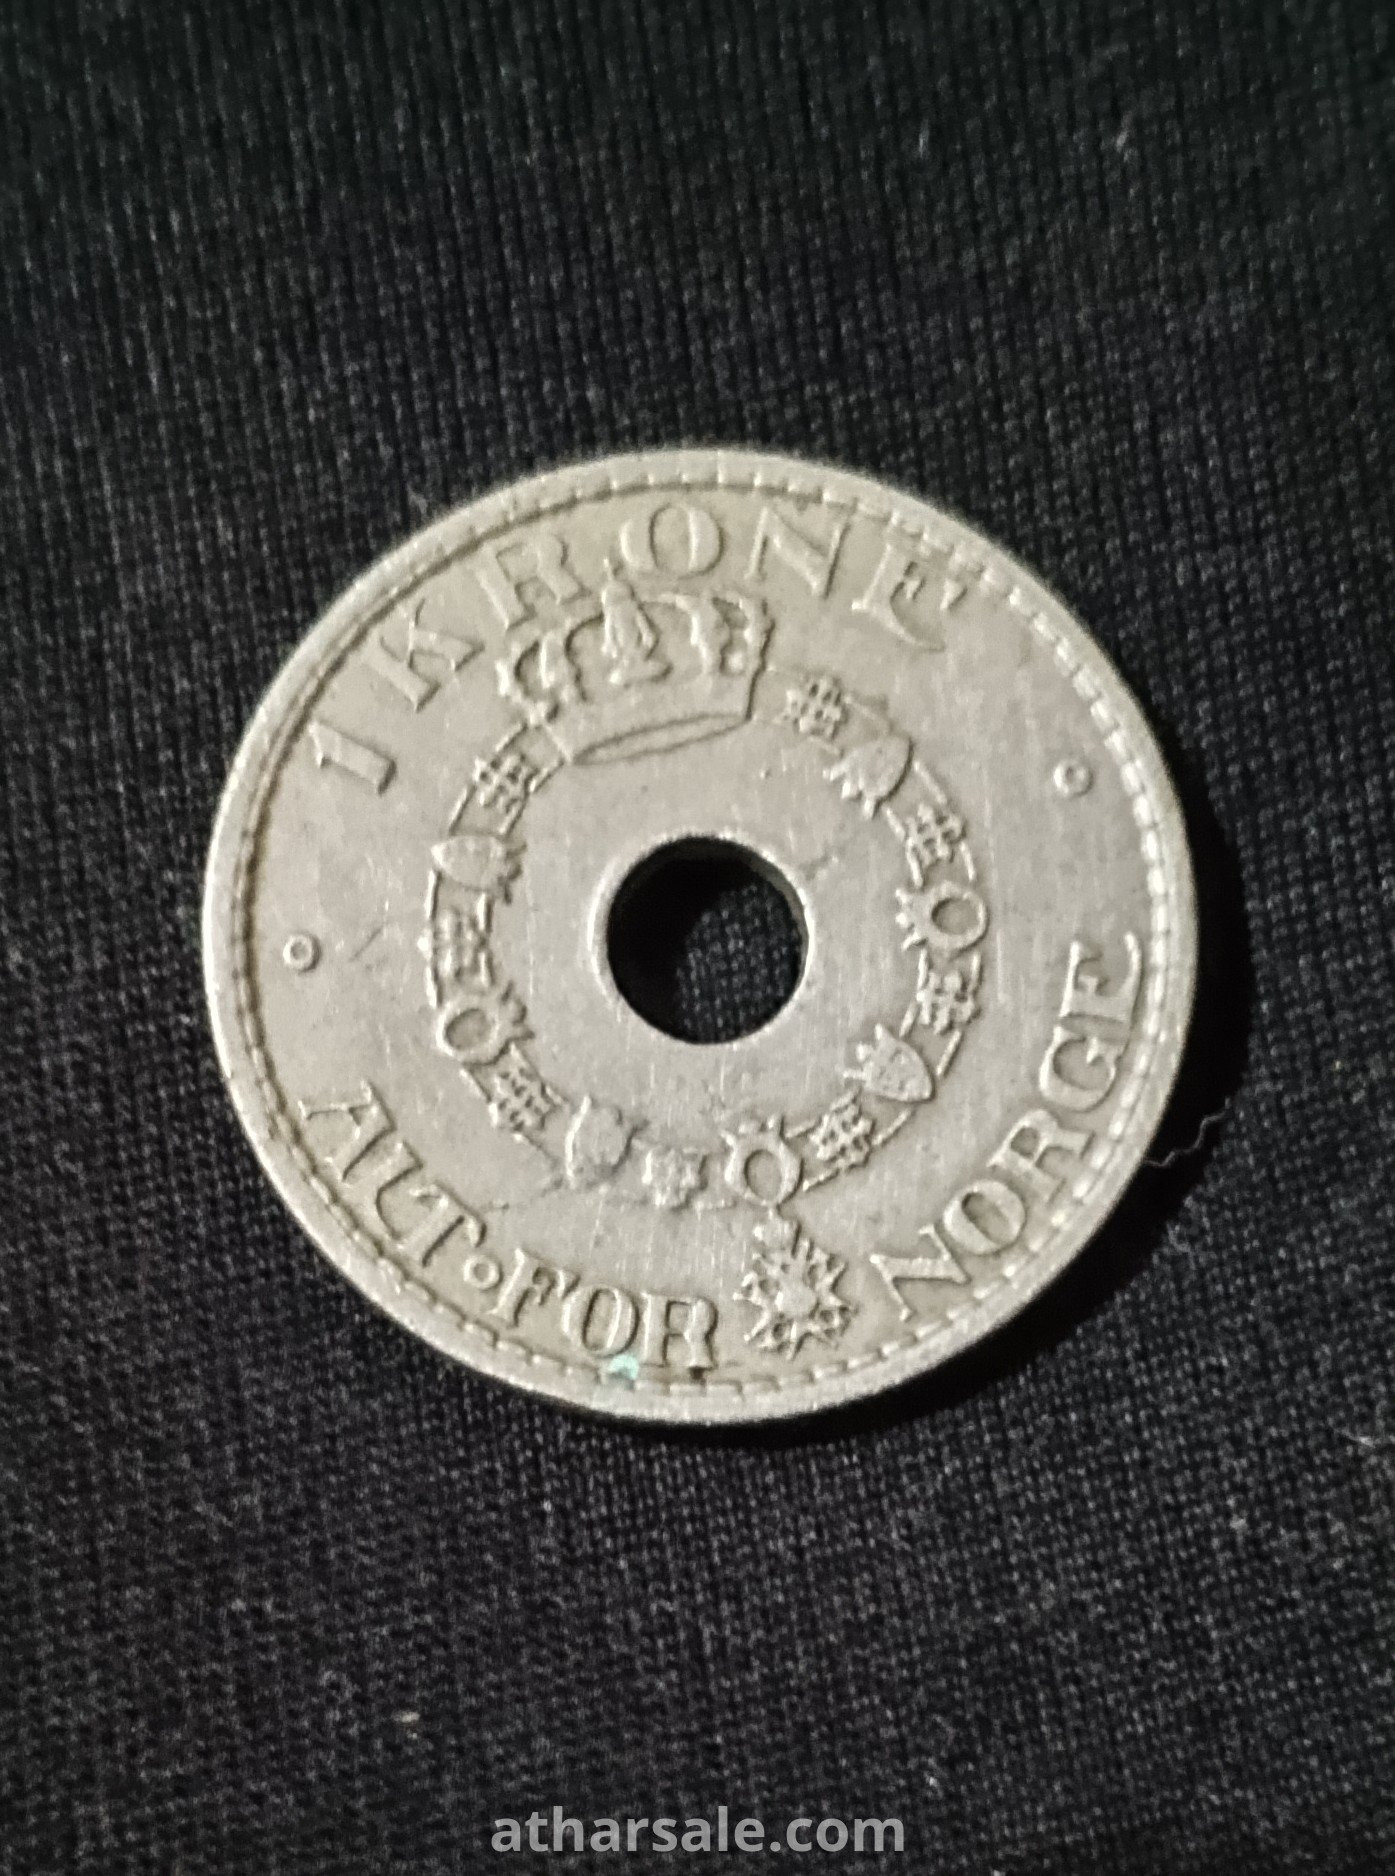 1 KRONE
ALT FOR NORGE
atharsale.com